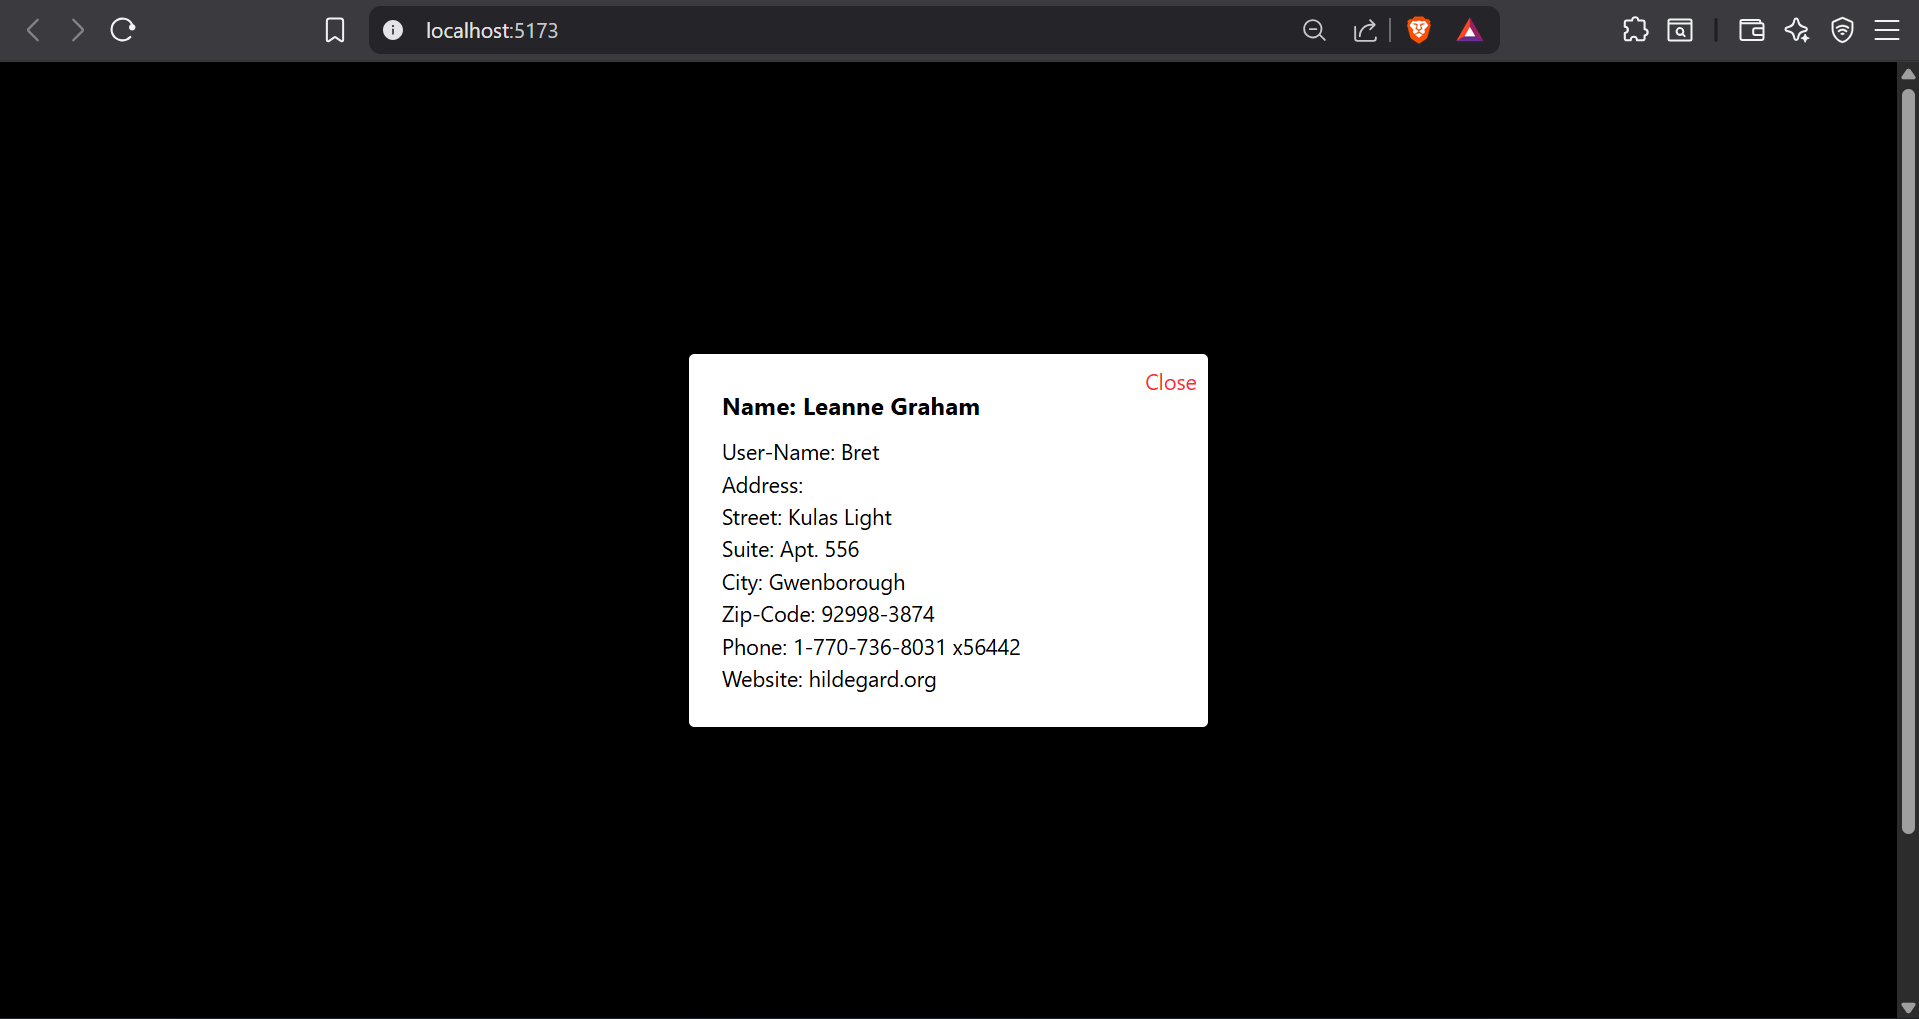 localhost:5173
Close
Name: Leanne Graham
User-Name: Bret
Address:
Street: Kulas Light
Suite: Apt. 556
City: Gwenborough
Zip-Code: 92998-3874
Phone: 1-770-736-8031 x56442
Website: hildegard.org